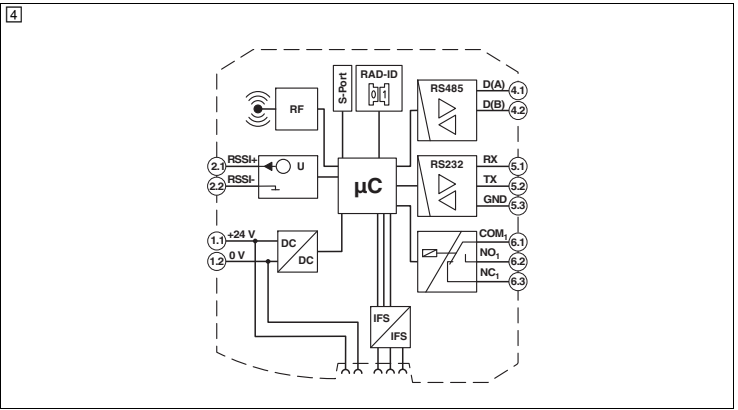 4
S-Port
RAD-ID
0 1
RF
RS485
D(A) 4.1
D(B) 4.2
2.1 RSSI+
2.2 RSSI-
U
µC
RS232
RX 5.1
TX 5.2
GND 5.3
1.1 +24 V
1.2 0 V
DC
DC
COM1 6.1
NO1 6.2
NC1 6.3
IFS
IFS